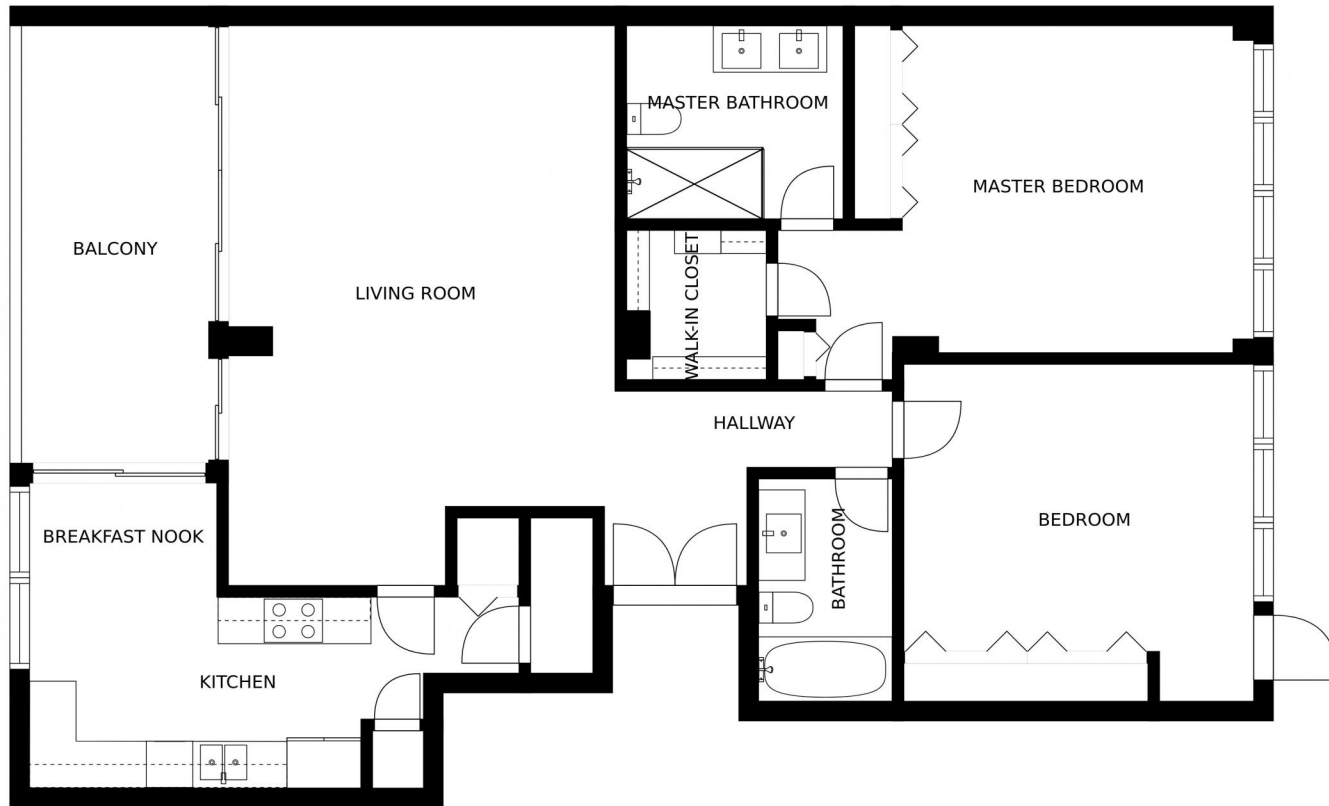 MASTER BATHROOM
MASTER BEDROOM
BALCONY
LIVING ROOM
WALK-IN CLOSET
HALLWAY
BREAKFAST NOOK
BATHROOM
BEDROOM
KITCHEN